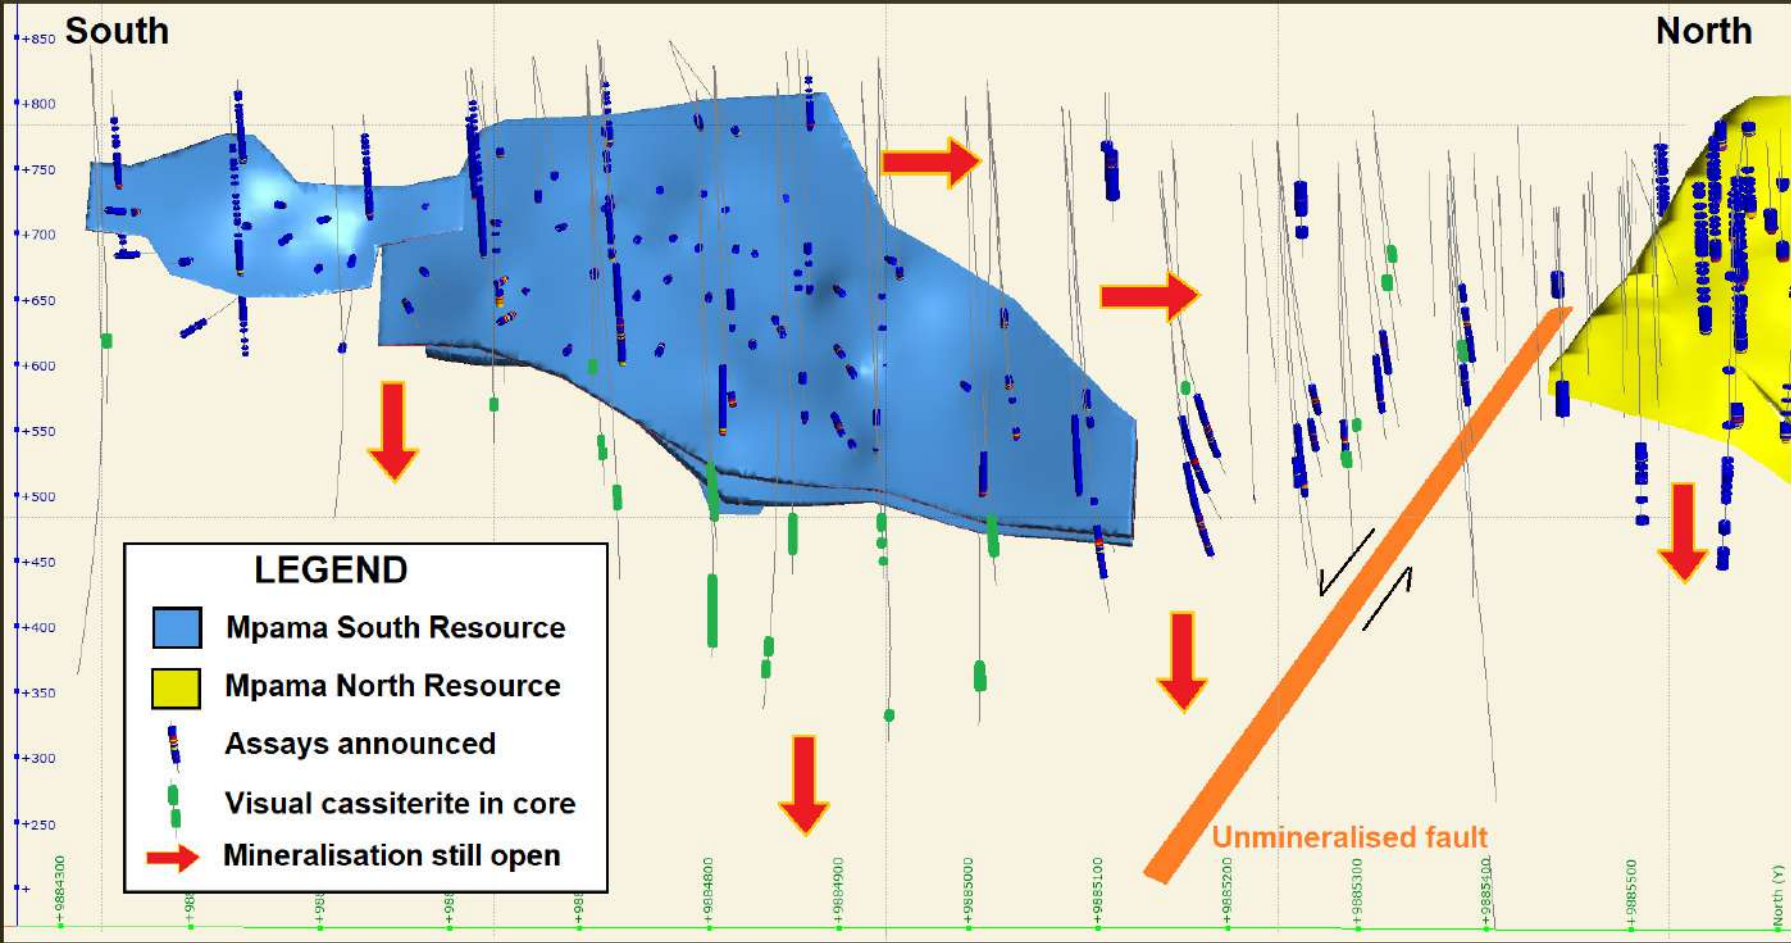 South
North
+850
+800
+750
+700
+650
+600
+550
+500
+450
+400
+350
+300
+250
+
LEGEND
Mpama South Resource
Mpama North Resource
Assays announced
Visual cassiterite in core
Mineralisation still open
Unmineralised fault
+9884300
+9884800
+9884900
+9885000
+9885100
+9885200
+9885300
+9885400
+9885500
North (Y)